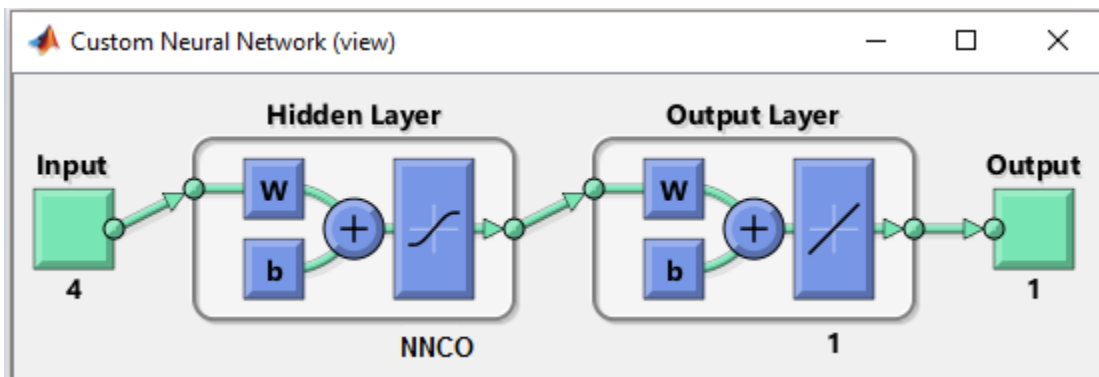 Custom Neural Network (view)
Hidden Layer
Output Layer
Input
Output
W
W
b
b
4
1
NNCO
1